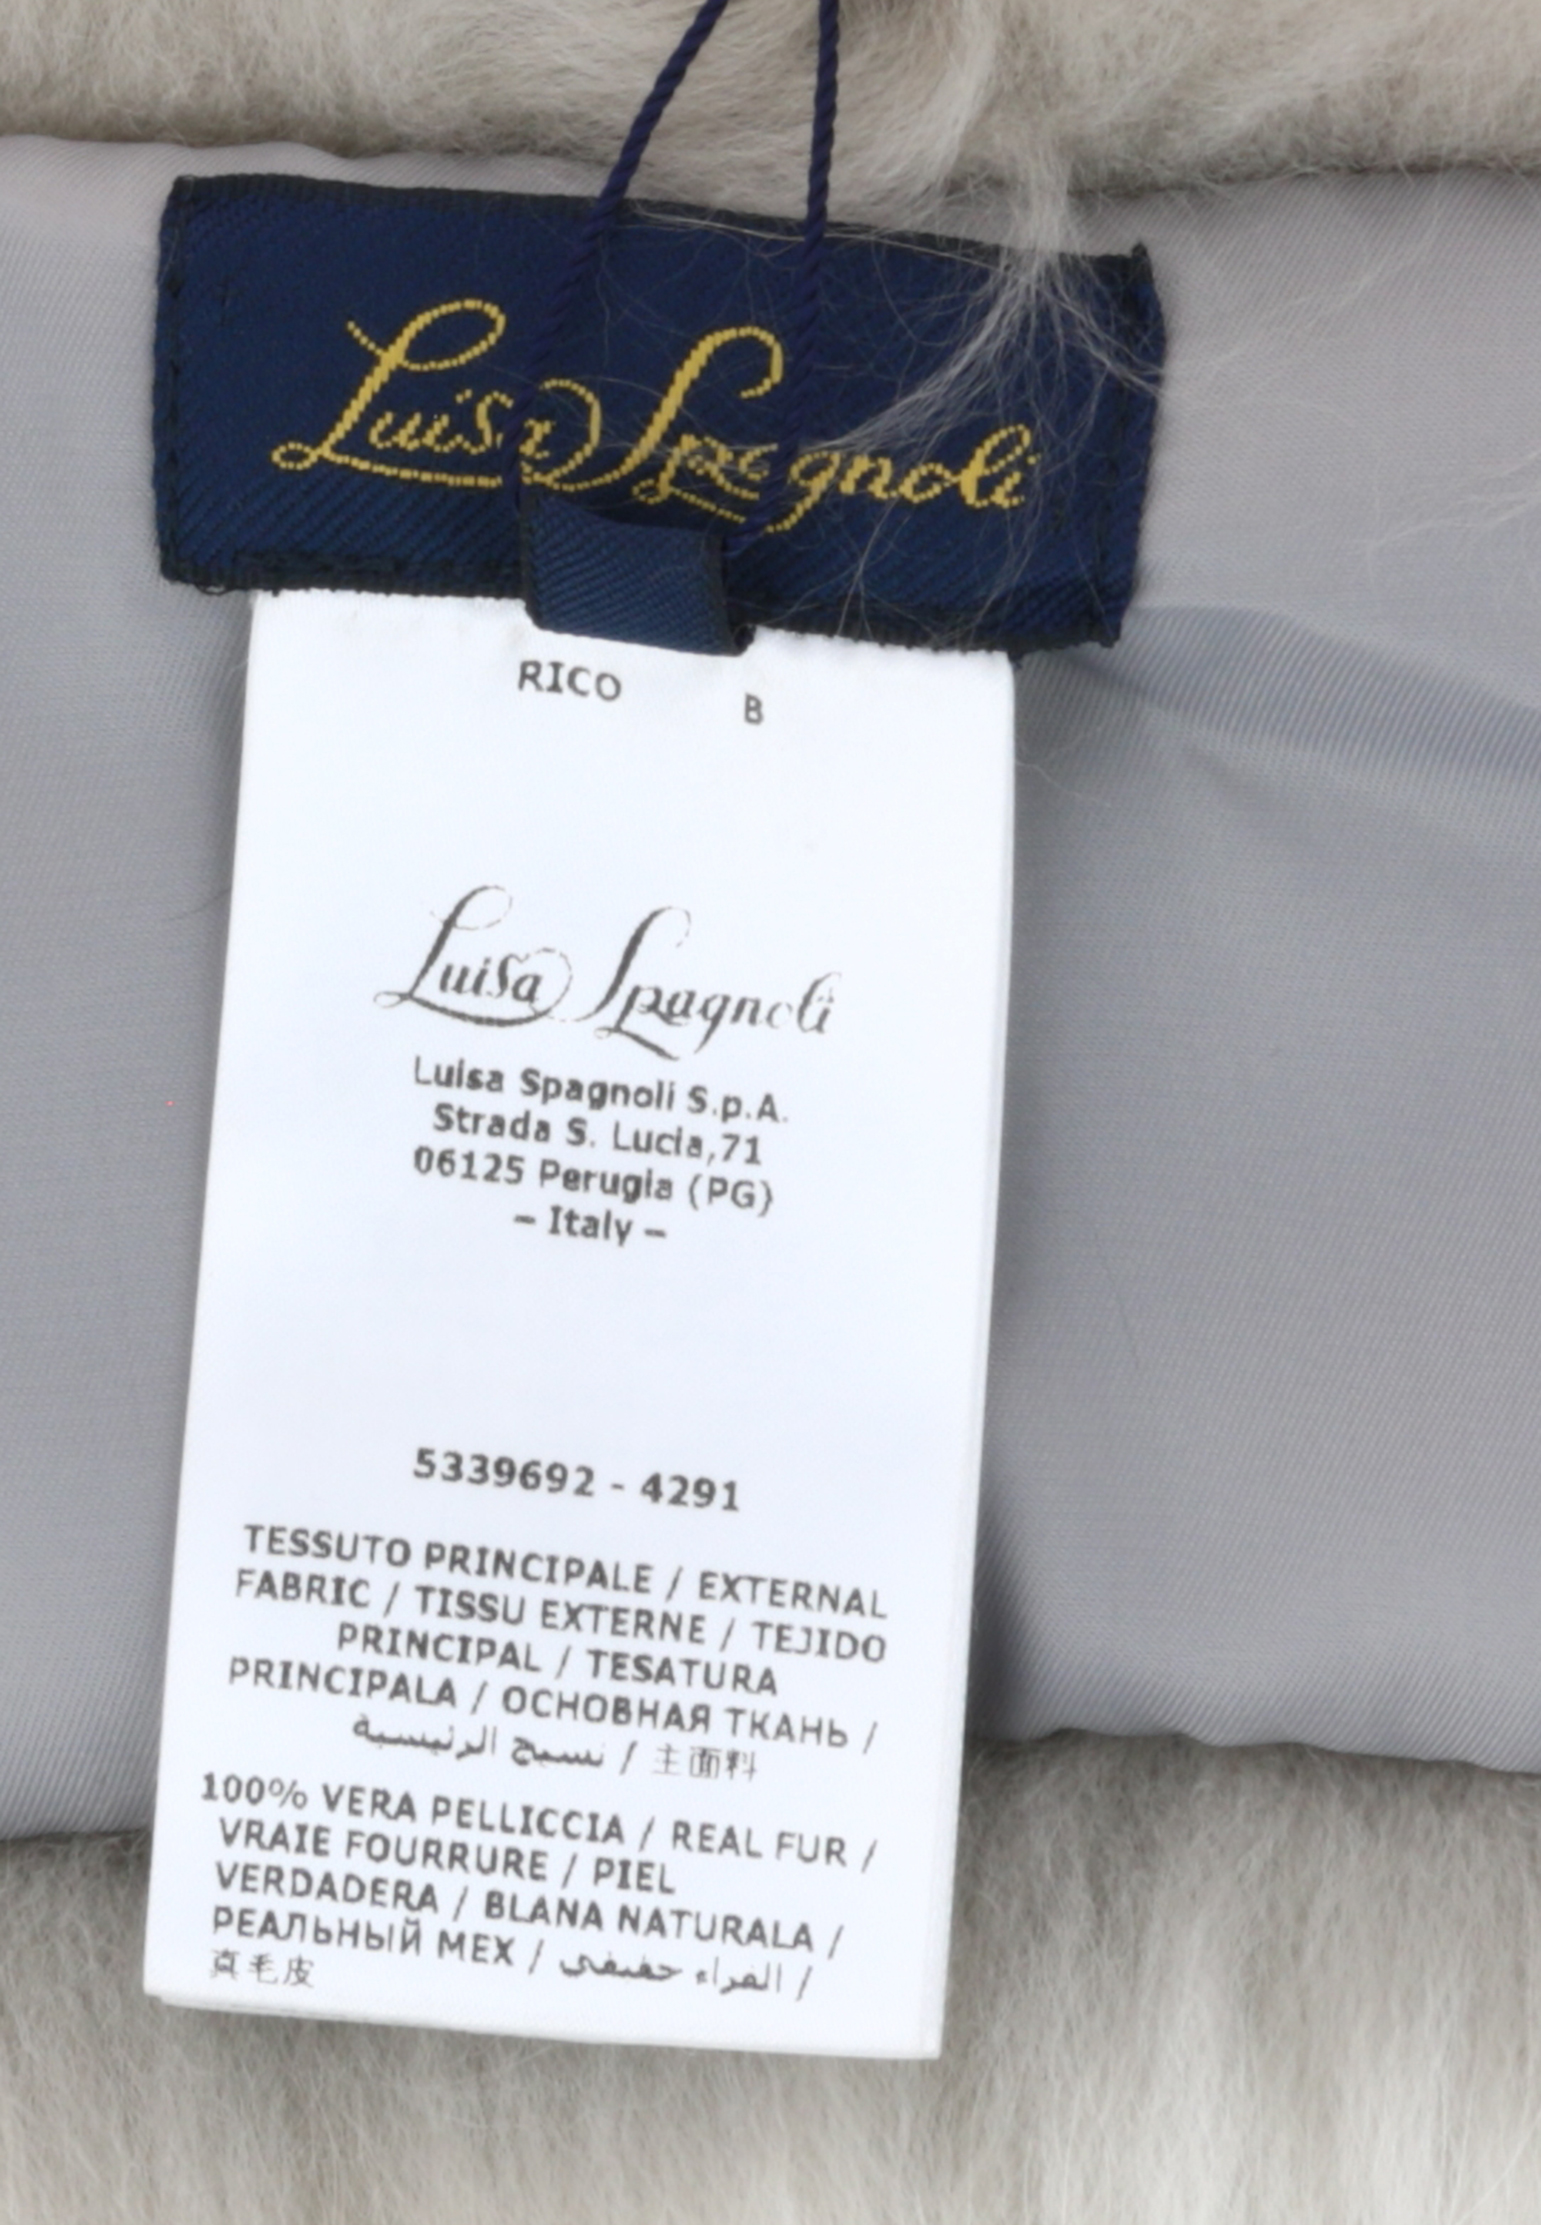 Luisa Spagnoli
RICO B
Luisa Spagnoli
Luisa Spagnoli S.p.A.
Strada S. Lucia,71
06125 Perugia (PG)
– Italy –
5339692 - 4291
TESSUTO PRINCIPALE / EXTERNAL
FABRIC / TISSU EXTERNE / TEJIDO
PRINCIPAL / TESATURA
PRINCIPALA / ОСНОВНАЯ ТКАНЬ /
نسيج الرئيسية / 主面料
100% VERA PELLICCIA / REAL FUR /
VRAIE FOURRURE / PIEL
VERDADERA / BLANA NATURALA /
РЕАЛЬНЫЙ МЕХ / الفراء حقيقي /
真毛皮